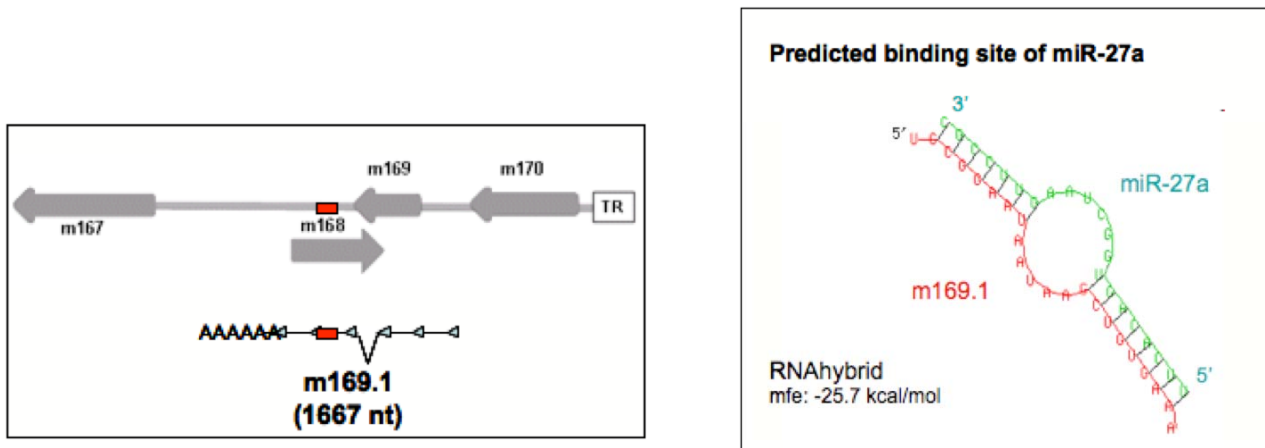 m169
m170
TR
m167
m168
AAAAAA
m169.1
(1667 nt)
Predicted binding site of miR-27a
3'
5'
miR-27a
m169.1
RNAhybrid
mfe: -25.7 kcal/mol
5'